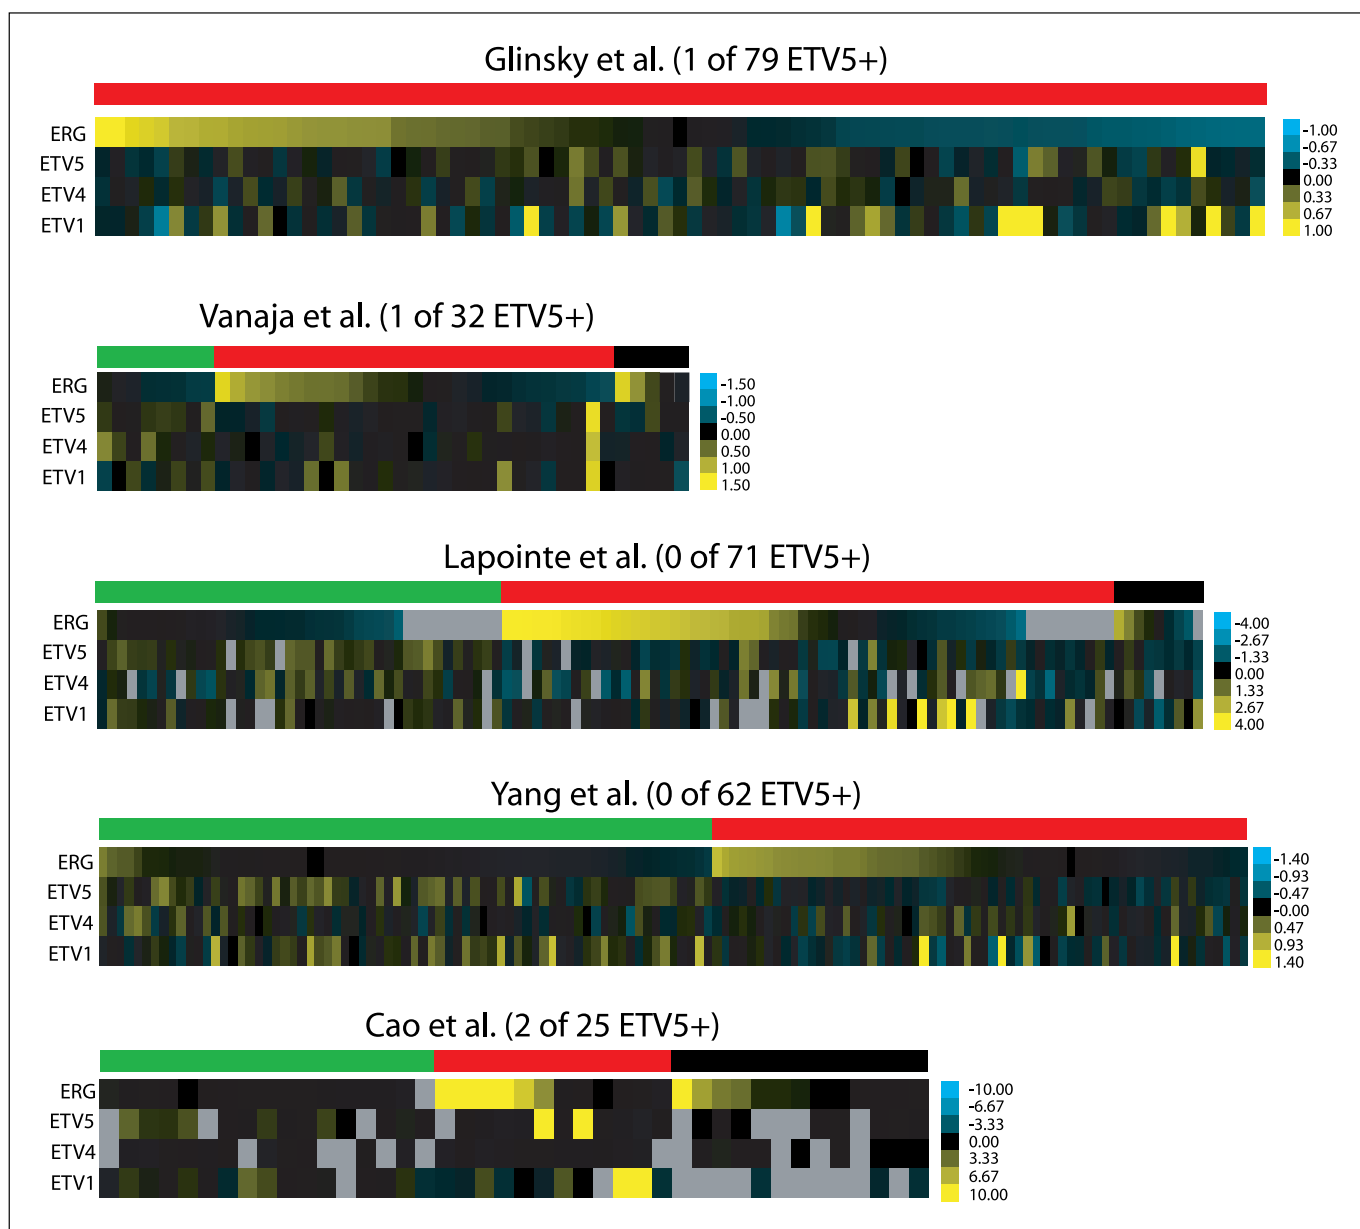 Glinsky et al. (1 of 79 ETV5+)
ERG
ETV5
ETV4
ETV1
-1.00
-0.67
-0.33
0.00
0.33
0.67
1.00
Vanaja et al. (1 of 32 ETV5+)
ERG
ETV5
ETV4
ETV1
-1.50
-1.00
-0.50
0.00
0.50
1.00
1.50
Lapointe et al. (0 of 71 ETV5+)
ERG
ETV5
ETV4
ETV1
-4.00
-2.67
-1.33
0.00
1.33
2.67
4.00
Yang et al. (0 of 62 ETV5+)
ERG
ETV5
ETV4
ETV1
-1.40
-0.93
-0.47
-0.00
0.47
0.93
1.40
Cao et al. (2 of 25 ETV5+)
ERG
ETV5
ETV4
ETV1
-10.00
-6.67
-3.33
0.00
3.33
6.67
10.00